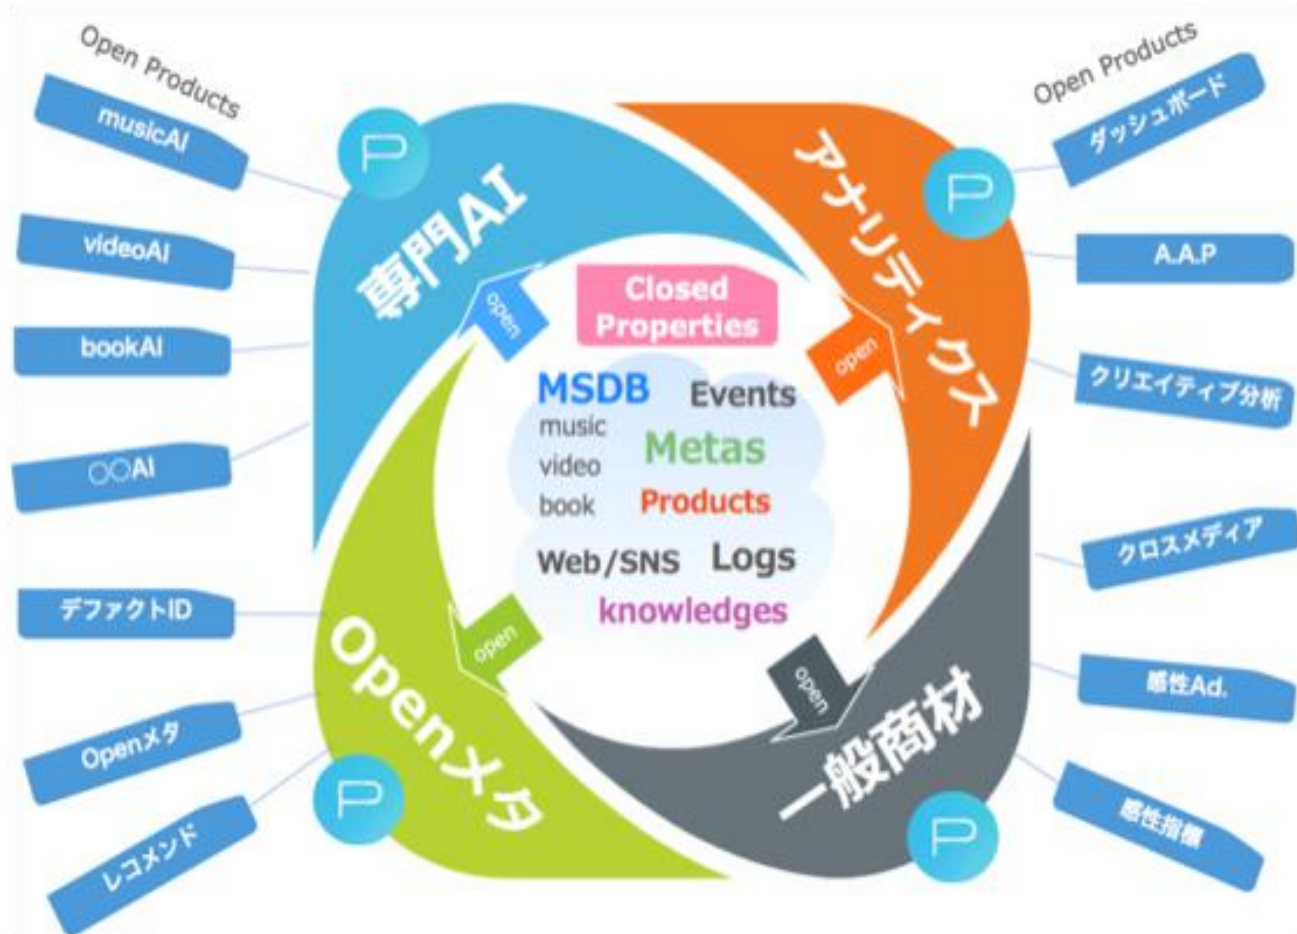 Open Products
musicAI
videoAI
bookAI
○○AI
デファクトID
Openメタ
レコメンド
P
専門AI
open
P
アナリティクス
open
Closed
Properties
MSDB
Events
music
Metas
video
book
Products
Web/SNS
Logs
knowledges
open
Openメタ
P
open
一般商材
P
Open Products
ダッシュボード
A.A.P
クリエイティブ分析
クロスメディア
感性Ad.
感性指標